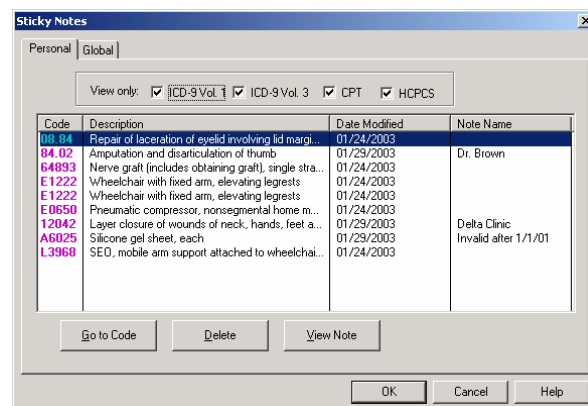 Sticky Notes
Personal Global
View only: ICD-9 Vol. 1 ICD-9 Vol. 3 CPT HCPCS
Code Description Date Modified Note Name
08.84 Repair of laceration of eyelid involving lid margi... 01/24/2003
84.02 Amputation and disarticulation of thumb 01/29/2003 Dr. Brown
64893 Nerve graft (includes obtaining graft), single stra... 01/24/2003
E1222 Wheelchair with fixed arm, elevating legrests 01/24/2003
E1222 Wheelchair with fixed arm, elevating legrests 01/24/2003
E0650 Pneumatic compressor, nonsegmental home m... 01/24/2003
12042 Layer closure of wounds of neck, hands, feet a... 01/29/2003 Delta Clinic
A6025 Silicone gel sheet, each 01/29/2003 Invalid after 1/1/01
L3968 SEO, mobile arm support attached to wheelchai... 01/24/2003
Go to Code Delete View Note
OK Cancel Help